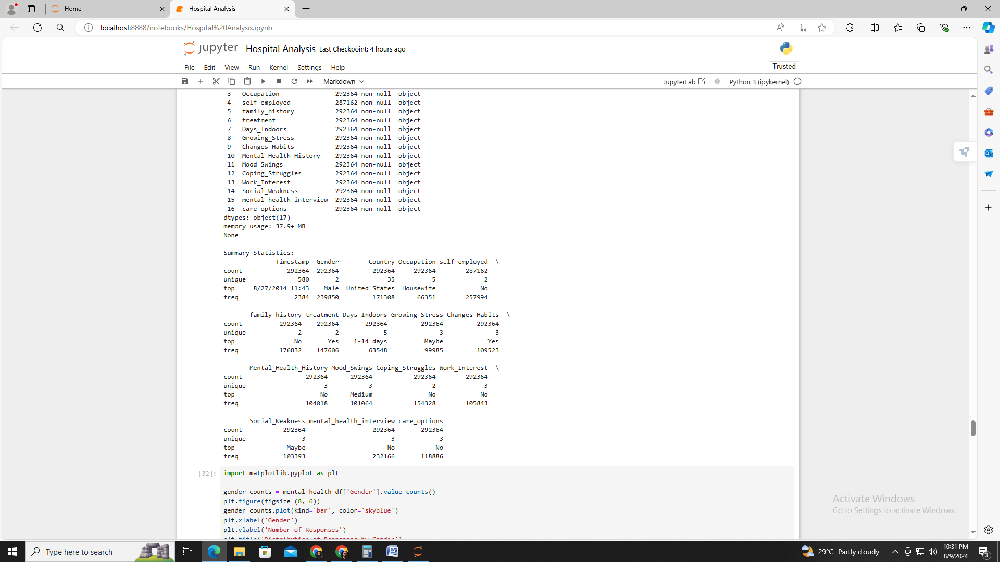 Home
Hospital Analysis
localhost:8888/notebooks/Hospital%20Analysis.ipynb
jupyter Hospital Analysis Last Checkpoint: 4 hours ago
File Edit View Run Kernel Settings Help
Trusted
Markdown
JupyterLab
Python 3 (ipykernel)
3 Occupation 292364 non-null object
4 self_employed 287162 non-null object
5 family_history 292364 non-null object
6 treatment 292364 non-null object
7 Days_Indoors 292364 non-null object
8 Growing_Stress 292364 non-null object
9 Changes_Habits 292364 non-null object
10 Mental_Health_History 292364 non-null object
11 Mood_Swings 292364 non-null object
12 Coping_Struggles 292364 non-null object
13 Work_Interest 292364 non-null object
14 Social_Weakness 292364 non-null object
15 mental_health_interview 292364 non-null object
16 care_options 292364 non-null object
dtypes: object(17)
memory usage: 37.9+ MB
None
Summary Statistics:
Timestamp Gender Country Occupation self_employed \
count 292364 292364 292364 292364 287162
unique 580 2 35 5 2
top 8/27/2014 11:43 Male United States Housewife No
freq 2384 239850 171308 66351 257994
family_history treatment Days_Indoors Growing_Stress Changes_Habits \
count 292364 292364 292364 292364 292364
unique 2 2 5 3 3
top No Yes 1-14 days Maybe Yes
freq 176832 147606 63548 99985 109523
Mental_Health_History Mood_Swings Coping_Struggles Work_Interest \
count 292364 292364 292364 292364
unique 3 3 2 3
top No Medium No No
freq 104018 101064 154328 105843
Social_Weakness mental_health_interview care_options
count 292364 292364 292364
unique 3 3 3
top Maybe No No
freq 103393 232166 118886
[32]: import matplotlib.pyplot as plt
gender_counts = mental_health_df['Gender'].value_counts()
plt.figure(figsize=(8, 6))
gender_counts.plot(kind='bar', color='skyblue')
plt.xlabel('Gender')
plt.ylabel('Number of Responses')
plt.title('Distribution of Responses by Gender')
Activate Windows
Go to Settings to activate Windows.
Type here to search
29°C Partly cloudy
10:31 PM
8/9/2024
3